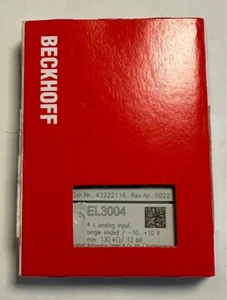 BECKHOFF
Ser.Nr. 43222116 Rev.Nr. 0022
EL3004
4 x analog input
single ended / -10...+10 V
min. 130 kΩ/ 12 bit